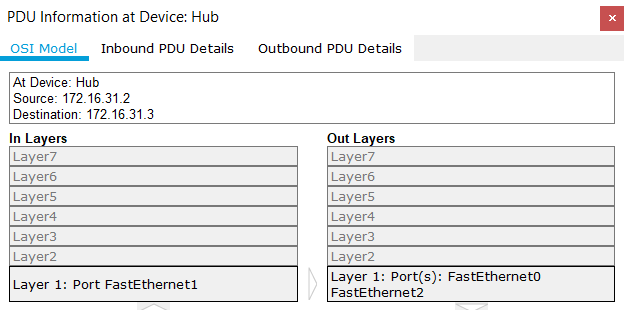 PDU Information at Device: Hub
OSI Model Inbound PDU Details Outbound PDU Details
At Device: Hub
Source: 172.16.31.2
Destination: 172.16.31.3
In Layers Out Layers
Layer7 Layer7
Layer6 Layer6
Layer5 Layer5
Layer4 Layer4
Layer3 Layer3
Layer2 Layer2
Layer 1: Port FastEthernet1
Layer 1: Port(s): FastEthernet0
FastEthernet2